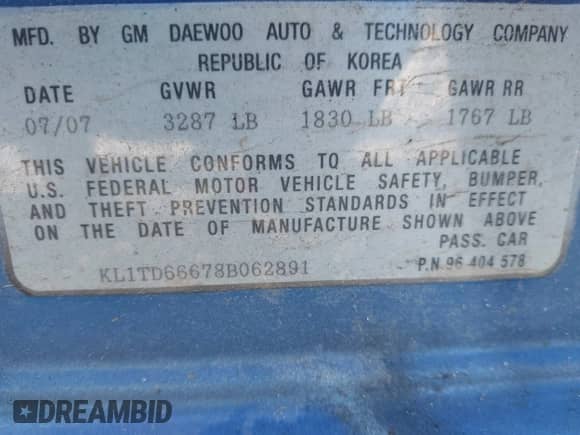 MFD. BY GM DAEWOO AUTO & TECHNOLOGY COMPANY
REPUBLIC OF KOREA
DATE GVWR GAWR FRT GAWR RR
07/07 3287 LB 1830 LB 1767 LB
THIS VEHICLE CONFORMS TO ALL APPLICABLE
U.S. FEDERAL MOTOR VEHICLE SAFETY, BUMPER,
AND THEFT PREVENTION STANDARDS IN EFFECT
ON THE DATE OF MANUFACTURE SHOWN ABOVE
PASS. CAR
KL1TD66678B062891 P.N 96 404 578
DREAMBID